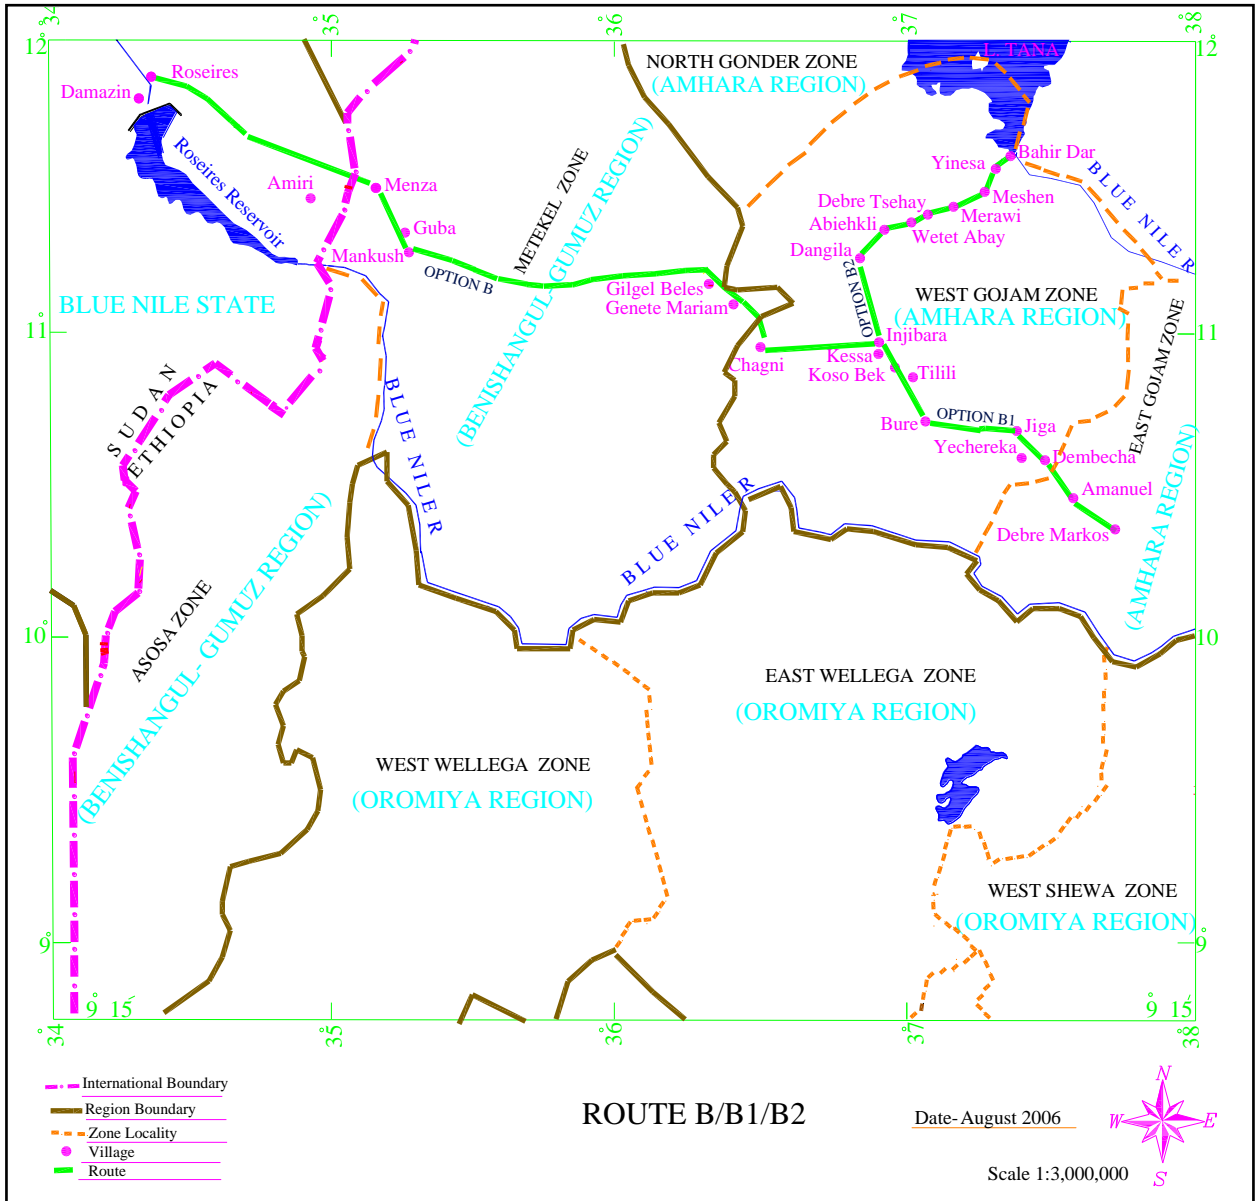 34°
35°
36°
37°
38°
12°
12°
L. TANA
NORTH GONDER ZONE
(AMHARA REGION)
Roseires
Damazin
Roseires Reservoir
Amiri
Menza
Guba
Mankush
OPTION B
METEKEL ZONE
(BENISHANGUL-GUMUZ REGION)
Bahir Dar
Yinesa
BLUE NILE R
Meshen
Debre Tsehay
Merawi
Abiehkli
Wetet Abay
Dangila
OPTION B2
Gilgel Beles
Genete Mariam
WEST GOJAM ZONE
(AMHARA REGION)
BLUE NILE STATE
11°
11°
Injibara
Kessa
Chagni
Koso Bek
Tilili
EAST GOJAM ZONE
(AMHARA REGION)
SUDAN
ETHIOPIA
BLUE NILE R
Bure
OPTION B1
Jiga
Yechereka
Dembecha
Amanuel
Debre Markos
BLUE NILE R
ASOSA ZONE
(BENISHANGUL- GUMUZ REGION)
10°
10
EAST WELLEGA ZONE
(OROMIYA REGION)
WEST WELLEGA ZONE
(OROMIYA REGION)
WEST SHEWA ZONE
(OROMIYA REGION)
9°
9°
9° 15'
9° 15'
34°
35°
36°
37°
38°
International Boundary
Region Boundary
Zone Locality
Village
Route
ROUTE B/B1/B2
Date-August 2006
Scale 1:3,000,000
N
W
E
S